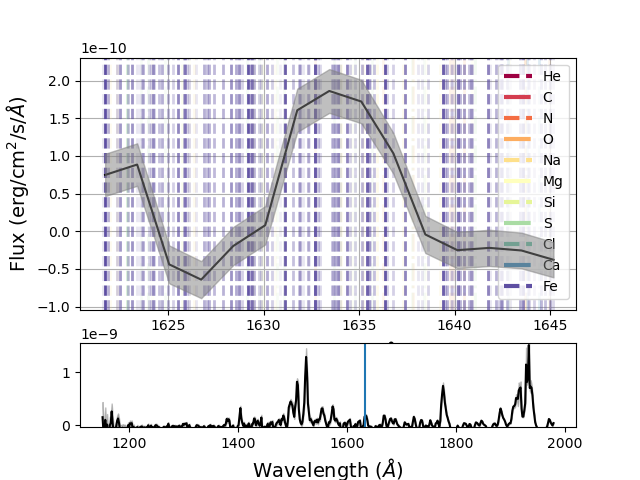 1e−10
2.0
1.5
1.0
0.5
0.0
−0.5
−1.0
Flux (erg/cm²/s/Å)
He
C
N
O
Na
Mg
Si
S
Cl
Ca
Fe
1625 1630 1635 1640 1645
1e−9
1
0
1200 1400 1600 1800 2000
Wavelength (Å)